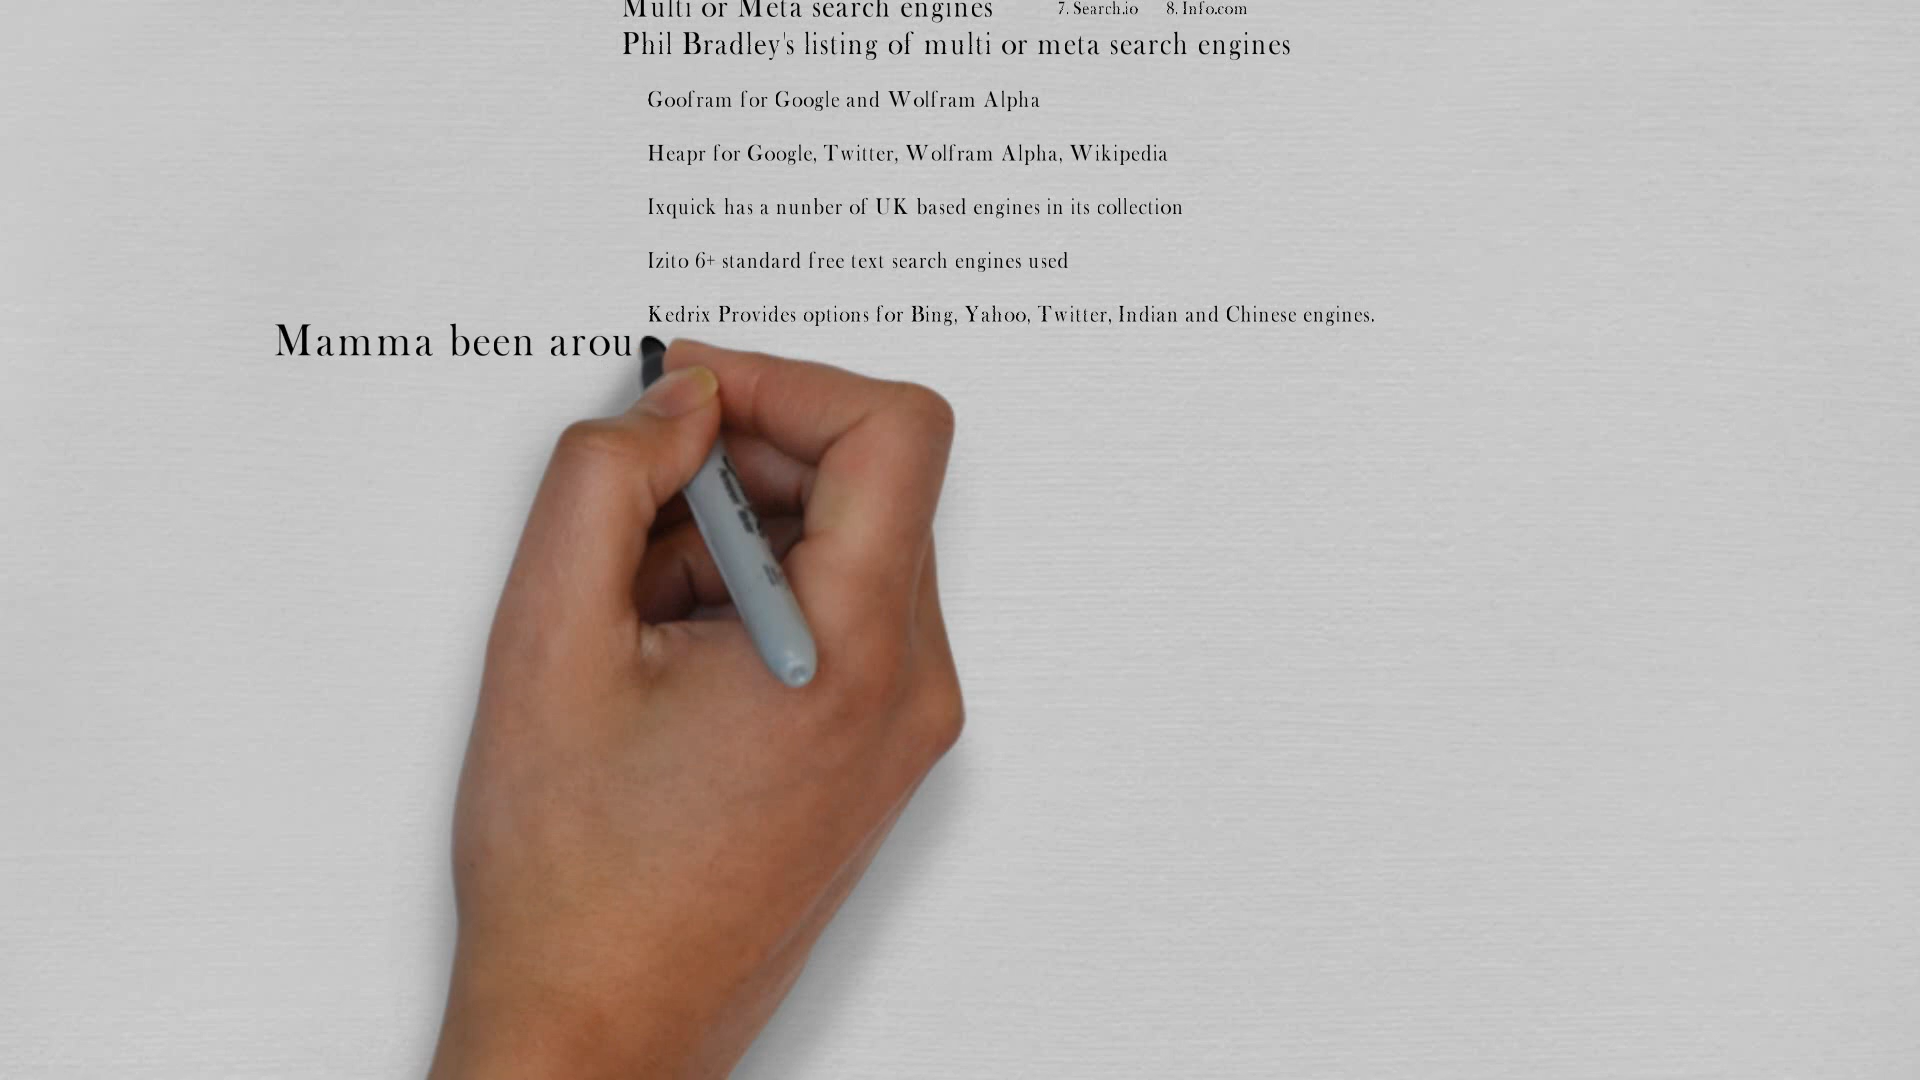 Multi or Meta search engines 7. Search.io 8. Info.com
Phil Bradley's listing of multi or meta search engines
Goofram for Google and Wolfram Alpha
Heapr for Google, Twitter, Wolfram Alpha, Wikipedia
Ixquick has a nunber of UK based engines in its collection
Izito 6+ standard free text search engines used
Kedrix Provides options for Bing, Yahoo, Twitter, Indian and Chinese engines.
Mamma been arou